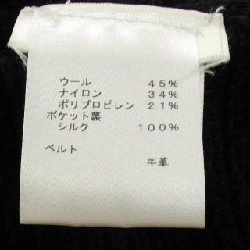 ウール 45%
ナイロン 34%
ポリプロピレン 21%
ポケット裏
シルク 100%
ベルト
牛革